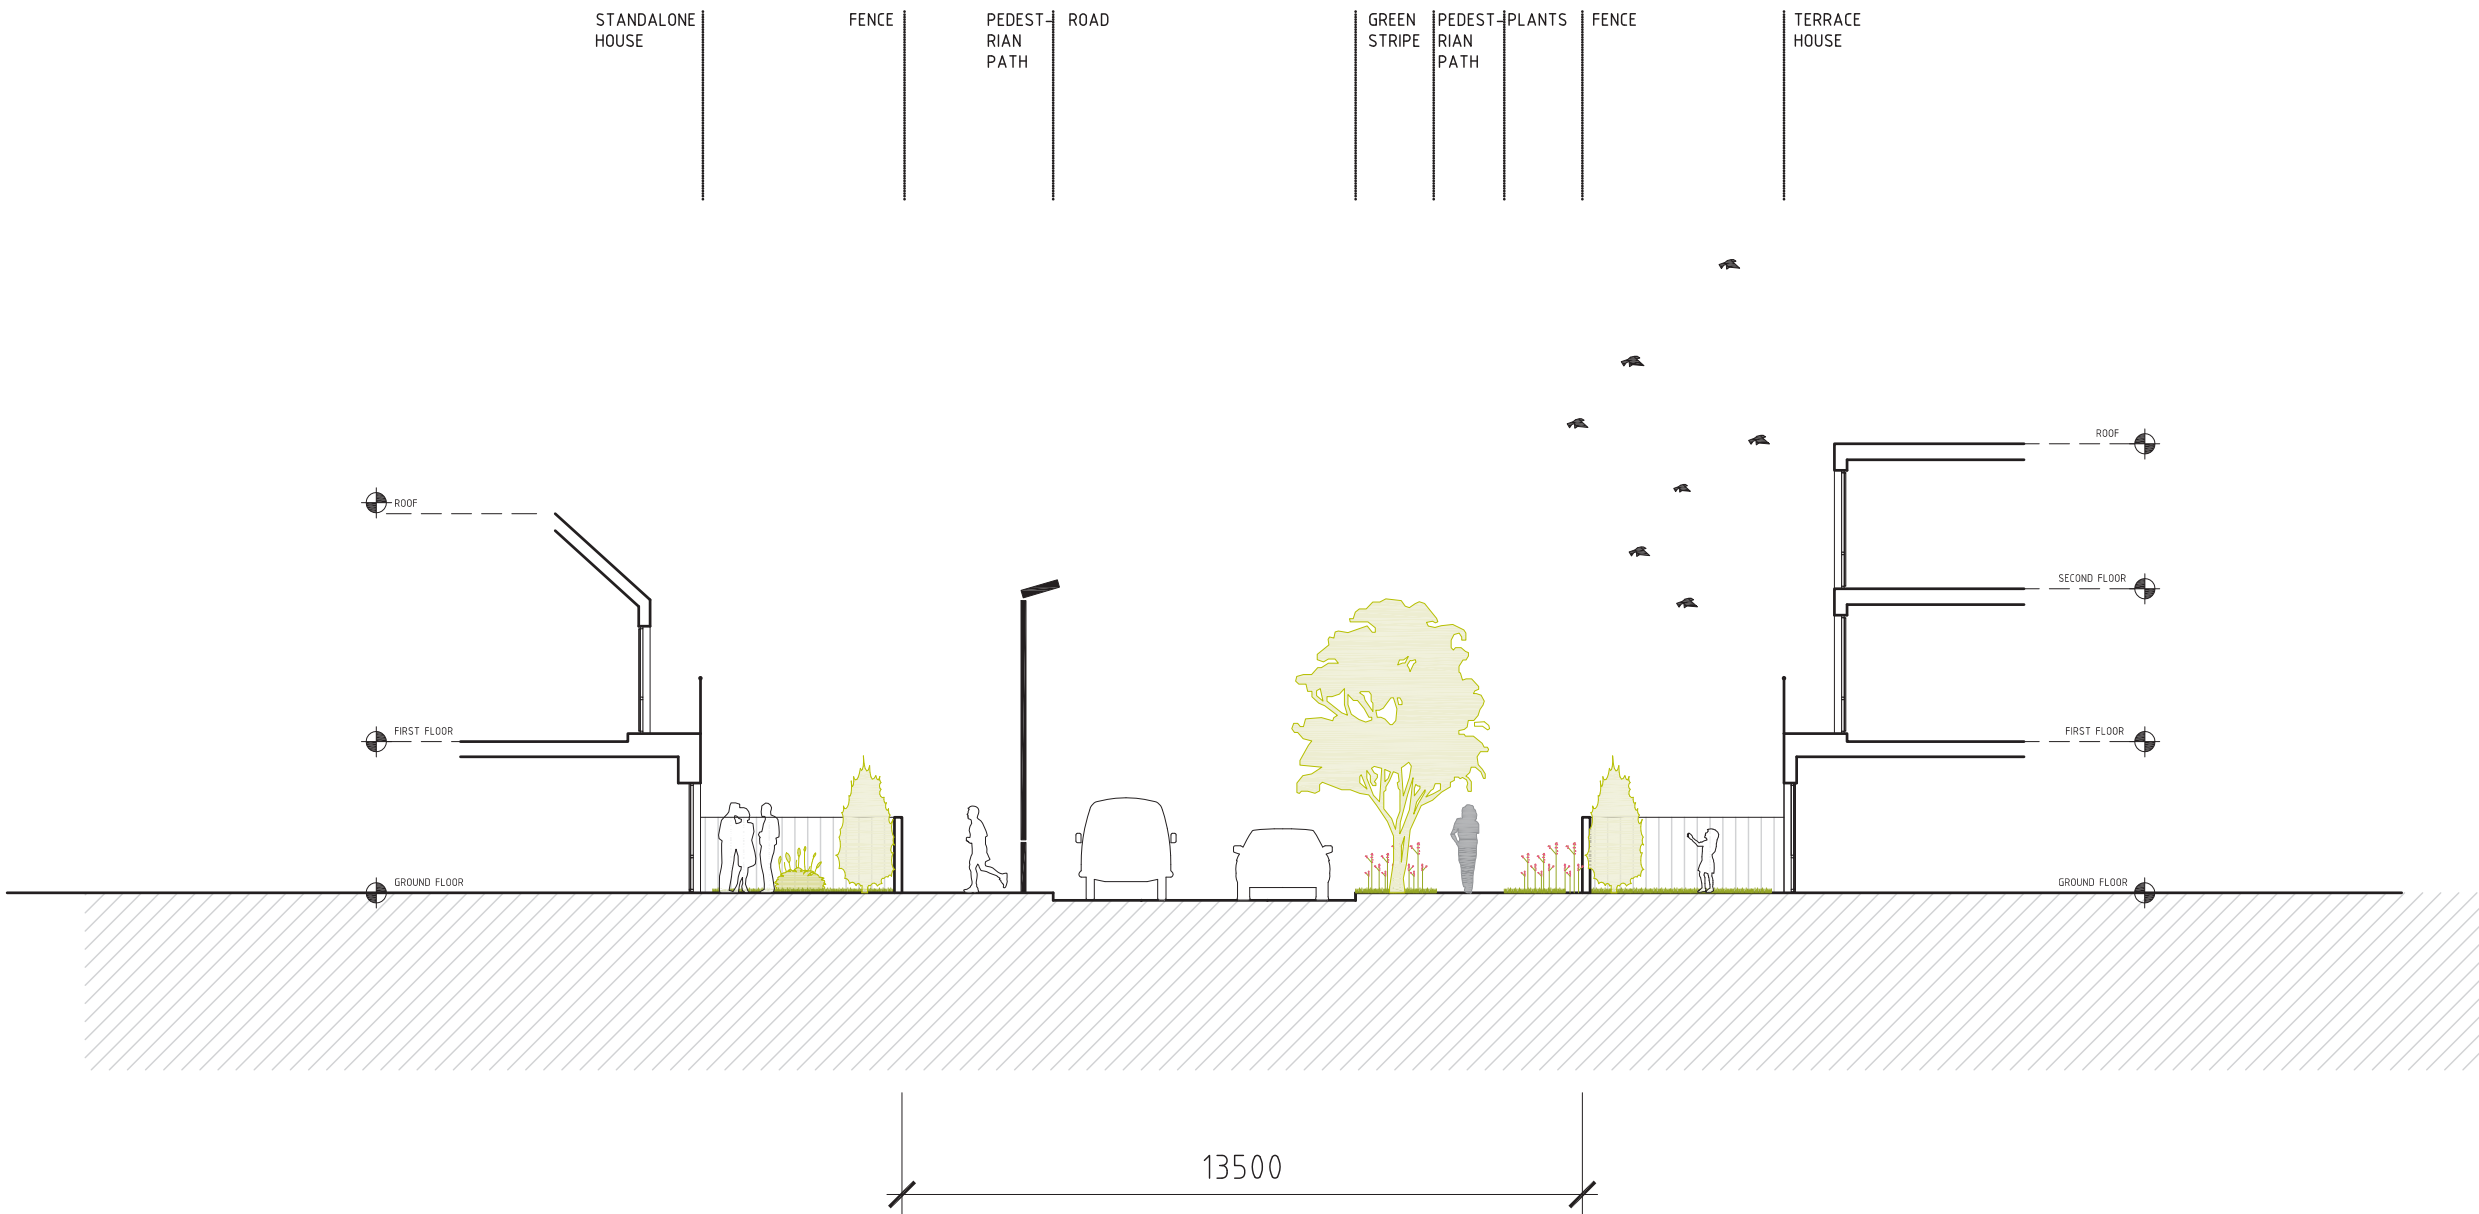 STANDALONE
HOUSE
FENCE
PEDEST-
RIAN
PATH
ROAD
GREEN
STRIPE
PEDEST-
RIAN
PATH
PLANTS
FENCE
TERRACE
HOUSE
ROOF
ROOF
SECOND FLOOR
FIRST FLOOR
FIRST FLOOR
GROUND FLOOR
GROUND FLOOR
13500